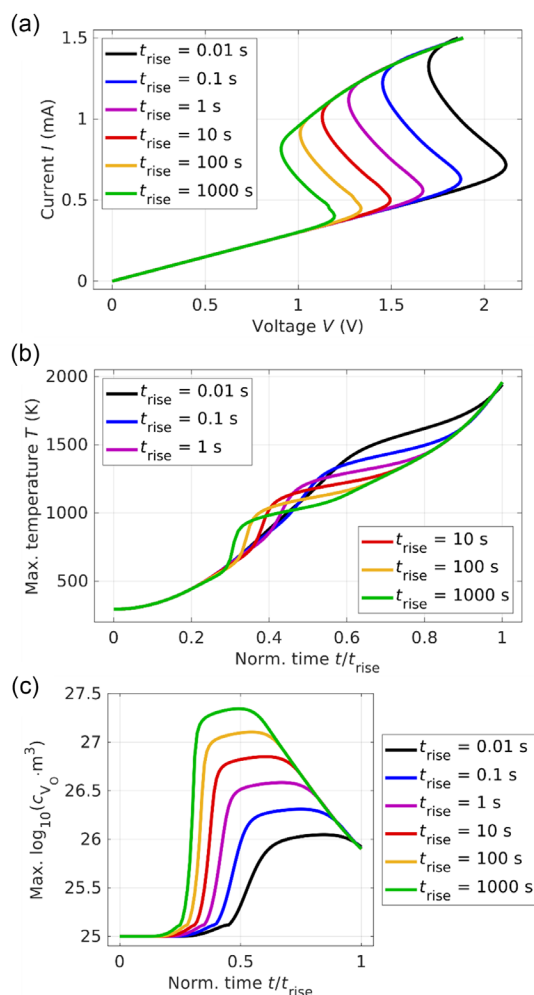 (a)
1.5
1
0.5
0
Current I (mA)
t_rise = 0.01 s
t_rise = 0.1 s
t_rise = 1 s
t_rise = 10 s
t_rise = 100 s
t_rise = 1000 s
0 0.5 1 1.5 2
Voltage V (V)
(b)
2000
1500
1000
500
Max. temperature T (K)
t_rise = 0.01 s
t_rise = 0.1 s
t_rise = 1 s
t_rise = 10 s
t_rise = 100 s
t_rise = 1000 s
0 0.2 0.4 0.6 0.8 1
Norm. time t/t_rise
(c)
27.5
27
26.5
26
25.5
25
Max. log₁₀(c_V_O · m³)
t_rise = 0.01 s
t_rise = 0.1 s
t_rise = 1 s
t_rise = 10 s
t_rise = 100 s
t_rise = 1000 s
0 0.5 1
Norm. time t/t_rise